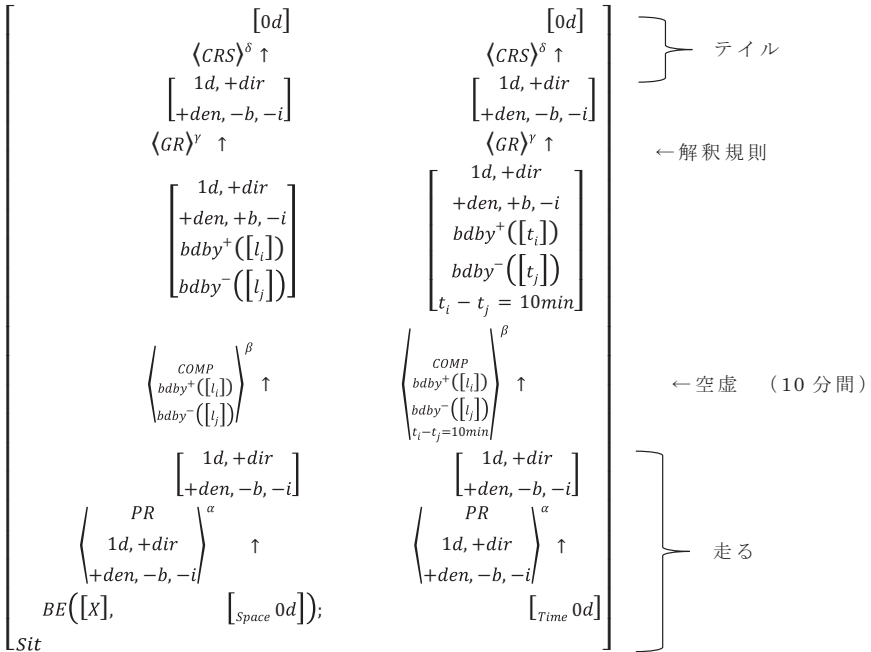 [0d] [0d]
⟨CRS⟩^δ ↑ ⟨CRS⟩^δ ↑ テイル
[1d, +dir [1d, +dir
+den, −b, −i] +den, −b, −i]
⟨GR⟩^γ ↑ ⟨GR⟩^γ ↑ ←解釈規則
[1d, +dir [1d, +dir
+den, +b, −i +den, +b, −i
bdby⁺([l_i]) bdby⁺([t_i])
bdby⁻([l_j])] bdby⁻([t_j])
t_i − t_j = 10min]
⟨COMP ⟨COMP
bdby⁺([l_i]) bdby⁺([l_i])
bdby⁻([l_j])⟩^β ↑ bdby⁻([l_j])
t_i−t_j=10min⟩^β ↑ ←空虚 (10分間)
[1d, +dir [1d, +dir
+den, −b, −i] +den, −b, −i]
⟨PR ⟨PR
1d, +dir 1d, +dir
+den, −b, −i⟩^α ↑ +den, −b, −i⟩^α ↑ 走る
BE([X], [_Space 0d]); [_Time 0d]
Sit